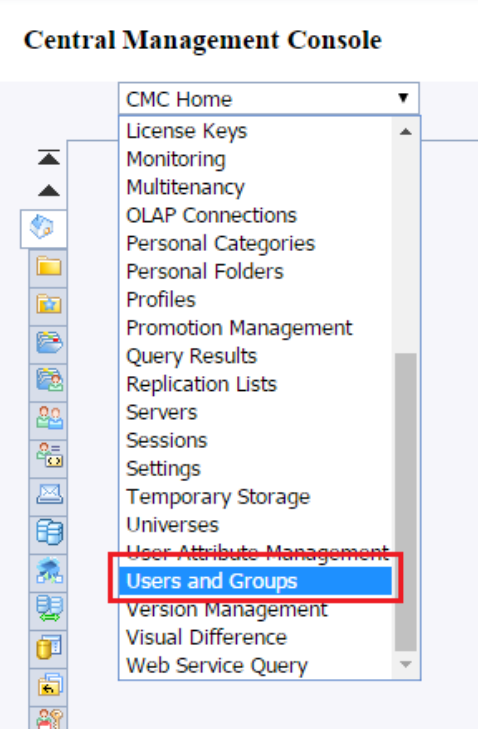 Central Management Console
CMC Home
License Keys
Monitoring
Multitenancy
OLAP Connections
Personal Categories
Personal Folders
Profiles
Promotion Management
Query Results
Replication Lists
Servers
Sessions
Settings
Temporary Storage
Universes
User Attribute Management
Users and Groups
Version Management
Visual Difference
Web Service Query